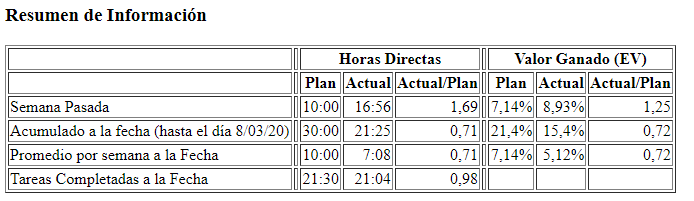 Resumen de Información
Horas Directas Valor Ganado (EV)
Plan Actual Actual/Plan Plan Actual Actual/Plan
Semana Pasada 10:00 16:56 1,69 7,14% 8,93% 1,25
Acumulado a la fecha (hasta el día 8/03/20) 30:00 21:25 0,71 21,4% 15,4% 0,72
Promedio por semana a la Fecha 10:00 7:08 0,71 7,14% 5,12% 0,72
Tareas Completadas a la Fecha 21:30 21:04 0,98